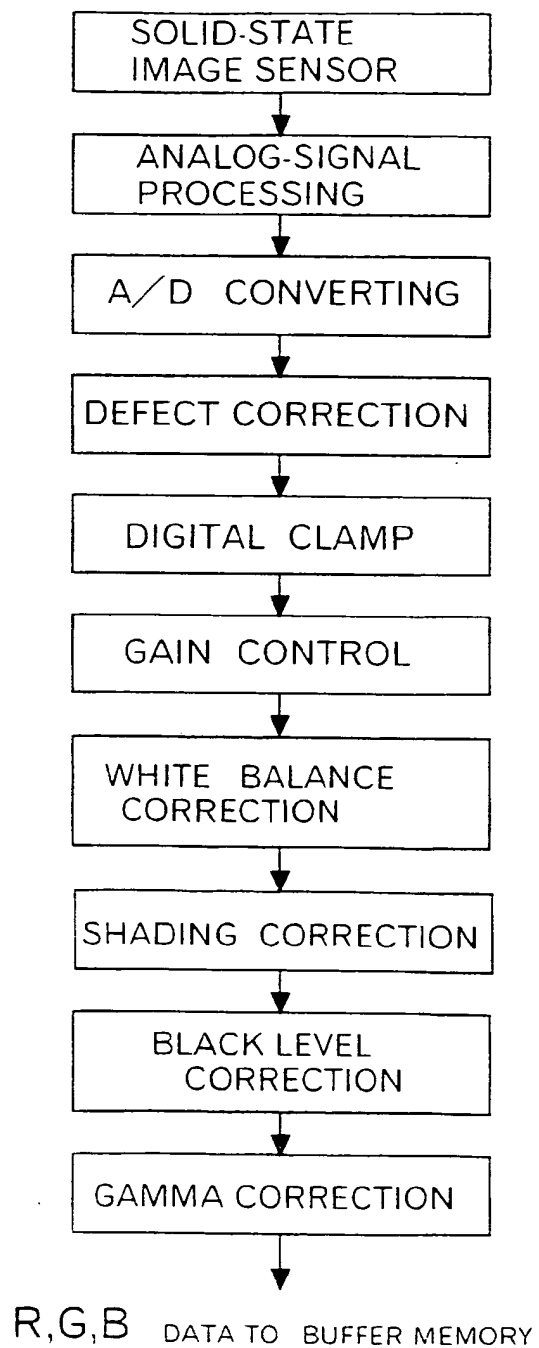 SOLID-STATE
IMAGE SENSOR
ANALOG-SIGNAL
PROCESSING
A/D CONVERTING
DEFECT CORRECTION
DIGITAL CLAMP
GAIN CONTROL
WHITE BALANCE
CORRECTION
SHADING CORRECTION
BLACK LEVEL
CORRECTION
GAMMA CORRECTION
R,G,B DATA TO BUFFER MEMORY